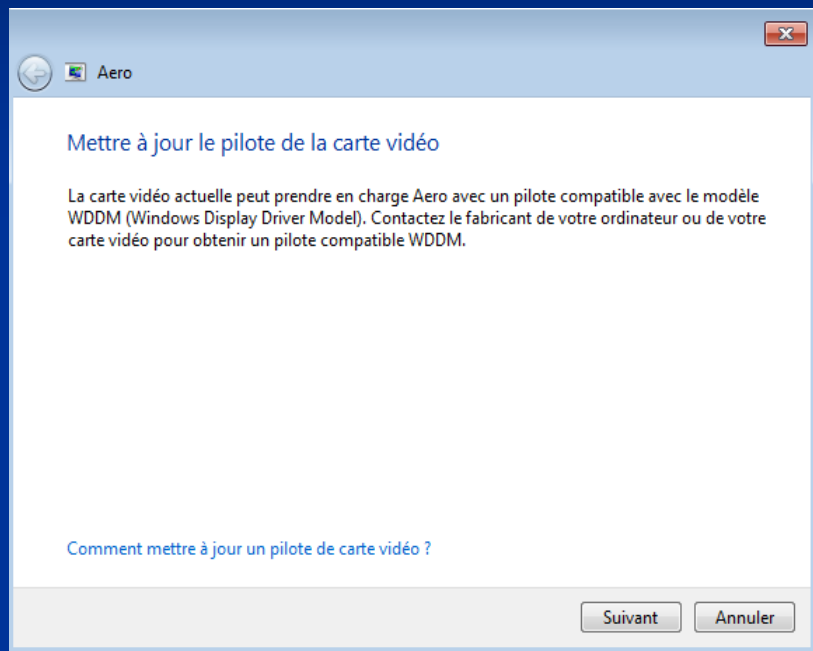 Aero
Mettre à jour le pilote de la carte vidéo
La carte vidéo actuelle peut prendre en charge Aero avec un pilote compatible avec le modèle
WDDM (Windows Display Driver Model). Contactez le fabricant de votre ordinateur ou de votre
carte vidéo pour obtenir un pilote compatible WDDM.
Comment mettre à jour un pilote de carte vidéo ?
Suivant Annuler